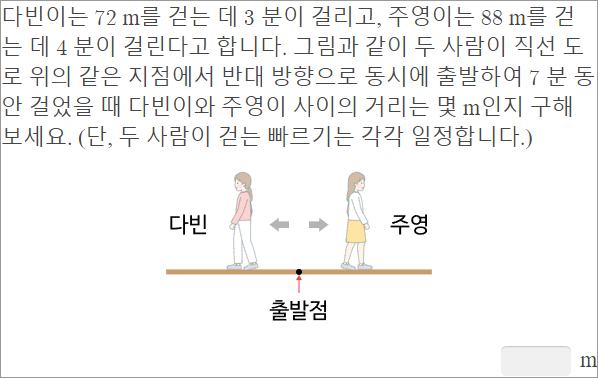 다빈이는 72 m를 걷는 데 3 분이 걸리고, 주영이는 88 m를 걷
는 데 4 분이 걸린다고 합니다. 그림과 같이 두 사람이 직선 도
로 위의 같은 지점에서 반대 방향으로 동시에 출발하여 7 분 동
안 걸었을 때 다빈이와 주영이 사이의 거리는 몇 m인지 구해
보세요. (단, 두 사람이 걷는 빠르기는 각각 일정합니다.)
다빈 주영
출발점
m